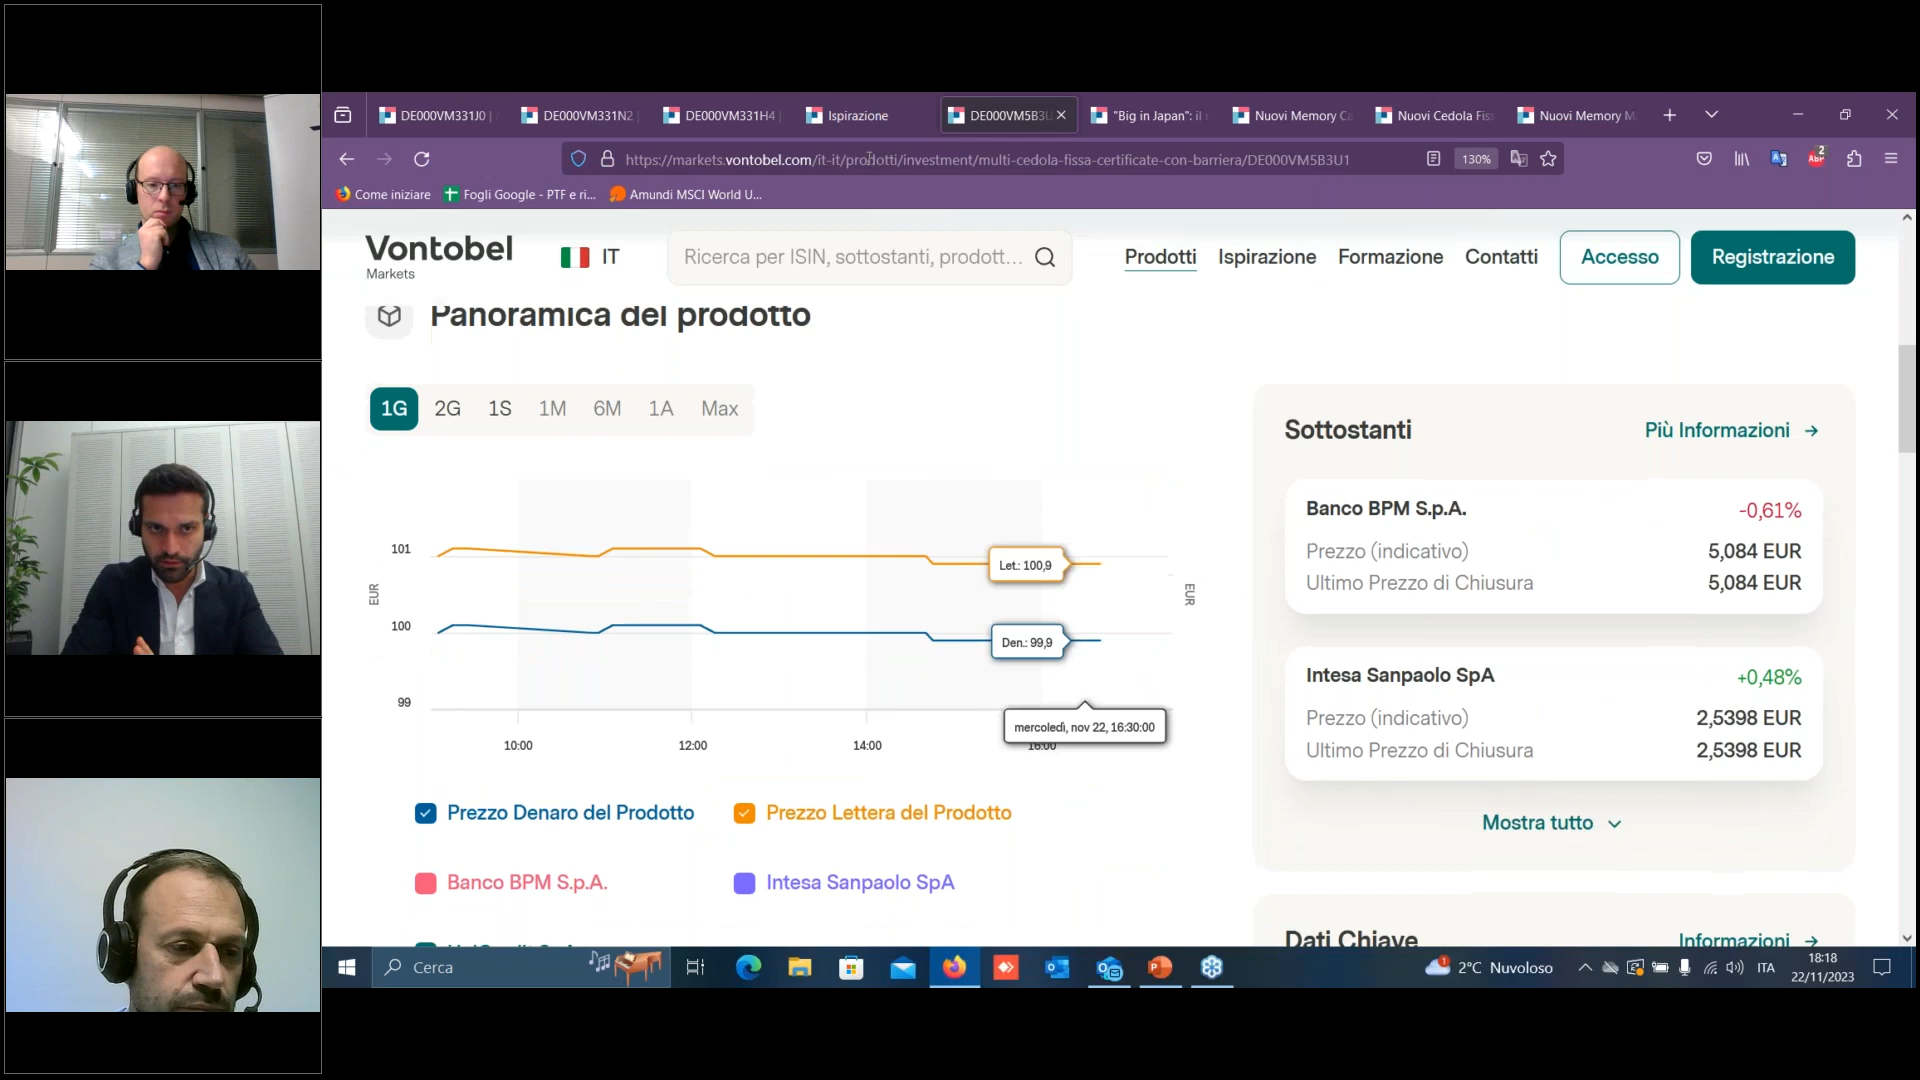 DE000VM331J0 |
DE000VM331N2
DE000VM331H4
Ispirazione
DE000VM5B3U
"Big in Japan": il
Nuovi Memory Ca
Nuovi Cedola Fiss
Nuovi Memory M
https://markets.vontobel.com/it-it/prodotti/investment/multi-cedola-fissa-certificate-con-barriera/DE000VM5B3U1
130%
2
Come iniziare
Fogli Google - PTF e ri...
Amundi MSCI World U...
Vontobel
Markets
IT
Ricerca per ISIN, sottostanti, prodott...
Prodotti
Ispirazione
Formazione
Contatti
Accesso
Registrazione
Panoramica del prodotto
1G 2G 1S 1M 6M 1A Max
101
100
99
EUR
EUR
Let.: 100,9
Den.: 99,9
mercoledì, nov 22, 16:30:00
10:00
12:00
14:00
16:00
Prezzo Denaro del Prodotto
Prezzo Lettera del Prodotto
Banco BPM S.p.A.
Intesa Sanpaolo SpA
Sottostanti
Più Informazioni
Banco BPM S.p.A.
-0,61%
Prezzo (indicativo)
5,084 EUR
Ultimo Prezzo di Chiusura
5,084 EUR
Intesa Sanpaolo SpA
+0,48%
Prezzo (indicativo)
2,5398 EUR
Ultimo Prezzo di Chiusura
2,5398 EUR
Mostra tutto
Dati Chiave
Informazioni
Cerca
1
2°C Nuvoloso
ITA
18:18
22/11/2023